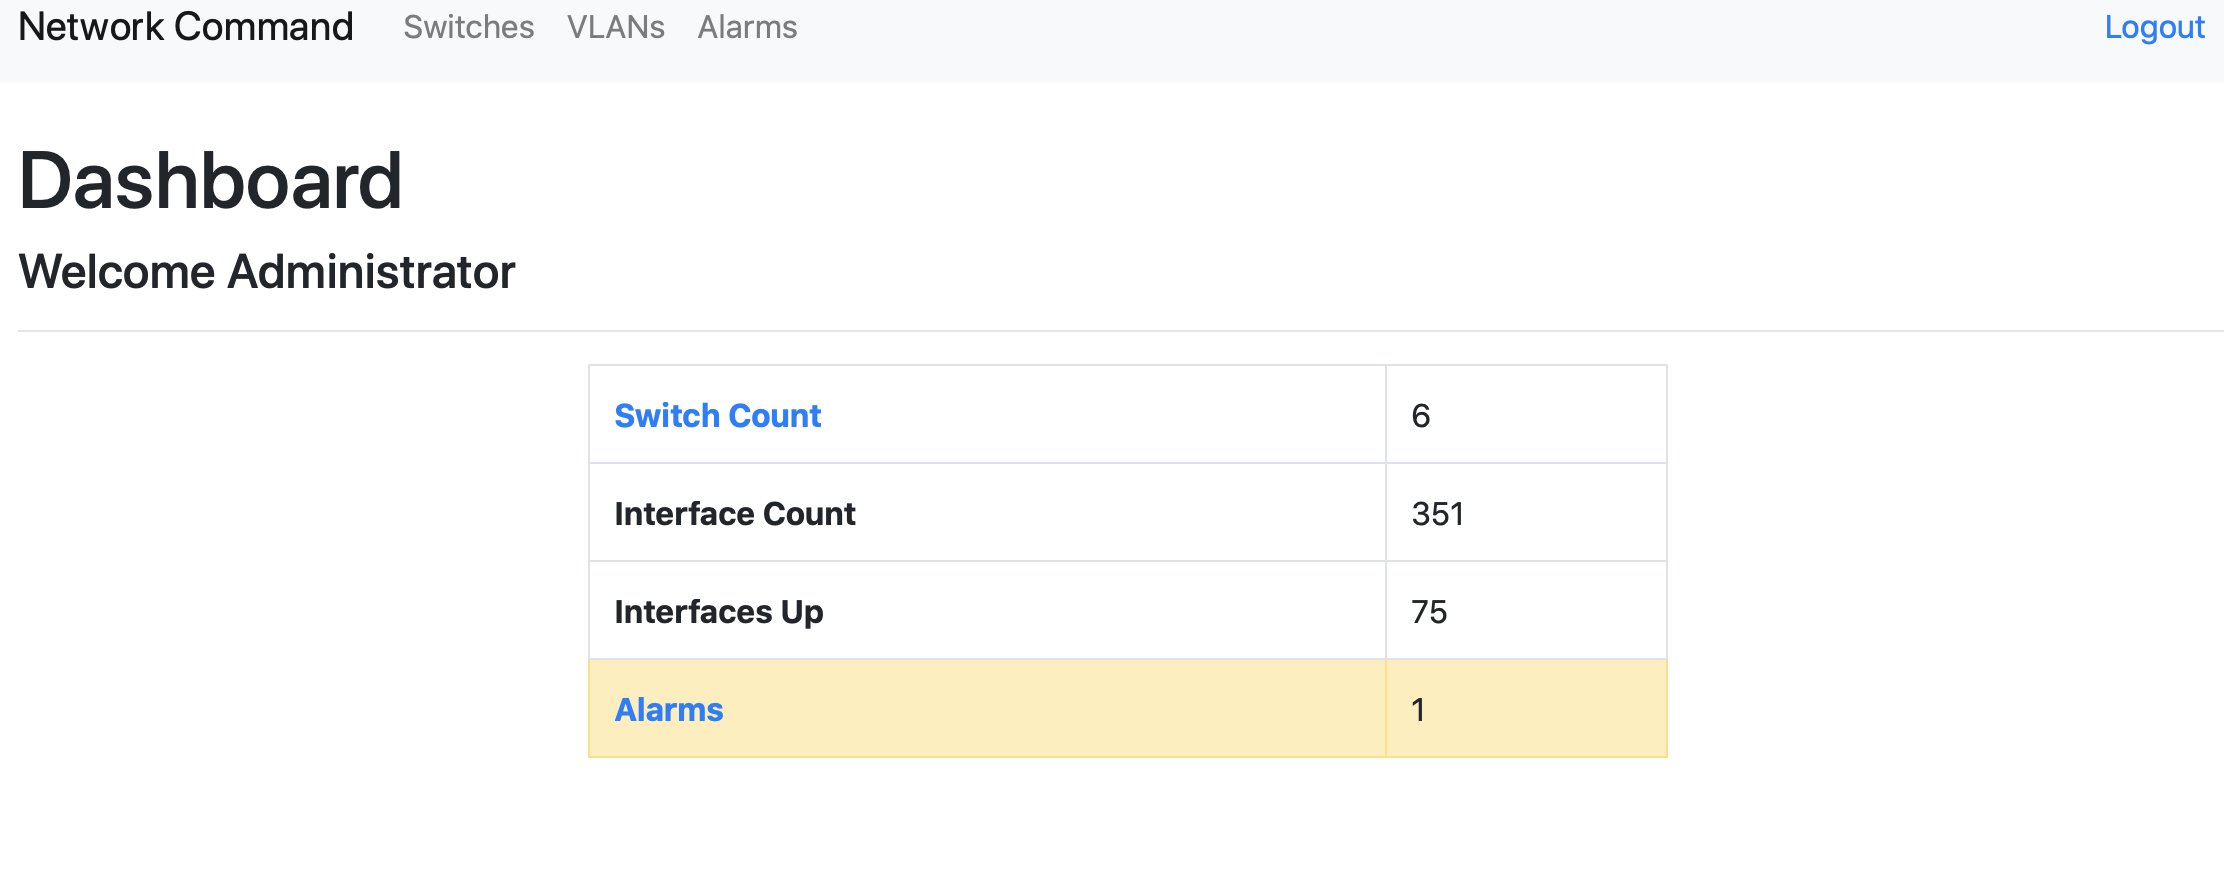 Network Command Switches VLANs Alarms Logout
Dashboard
Welcome Administrator
Switch Count 6
Interface Count 351
Interfaces Up 75
Alarms 1